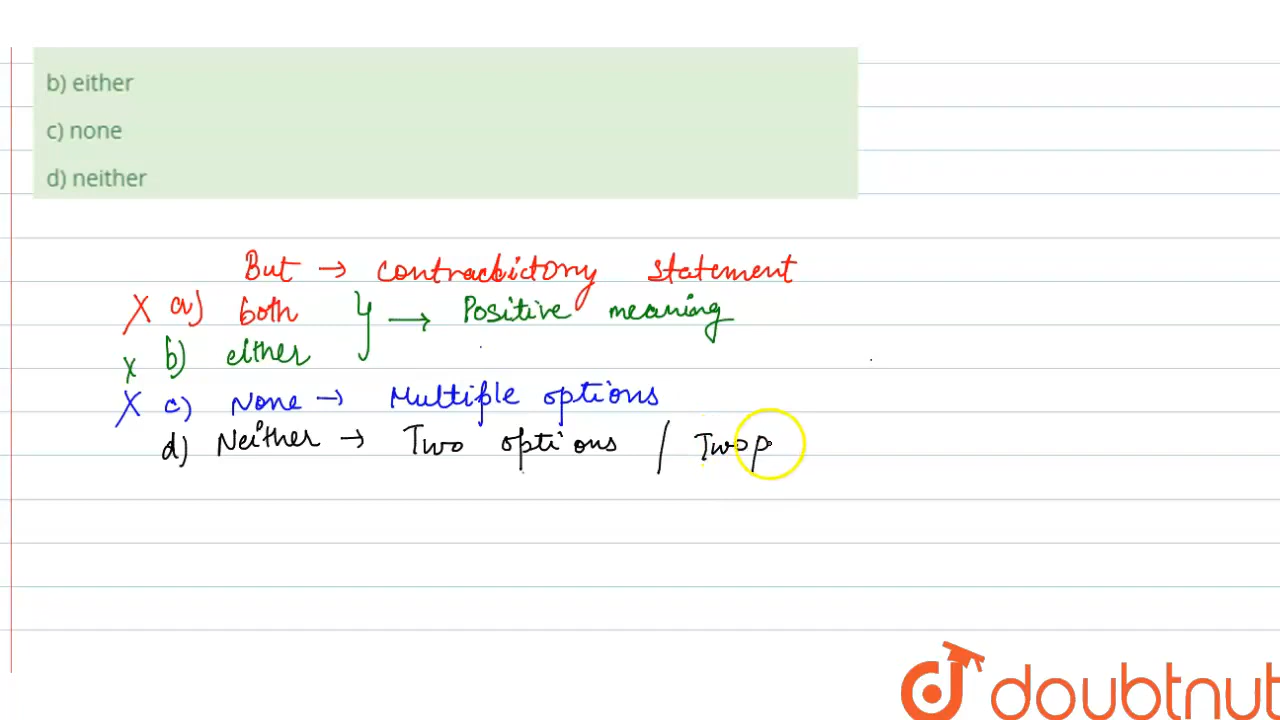 b) either
c) none
d) neither
But → contradictory statement
X a) both } → Positive meaning
x b) either
X c) None → Multiple options
d) Neither → Two options / Two p
doubtnut